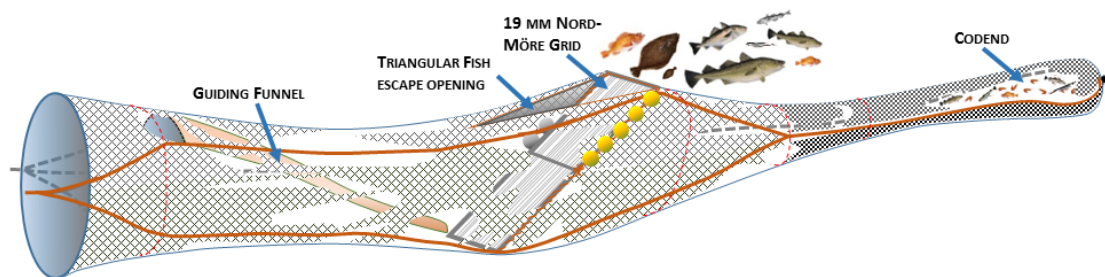 GUIDING FUNNEL
TRIANGULAR FISH
ESCAPE OPENING
19 MM NORD-
MÖRE GRID
CODEND